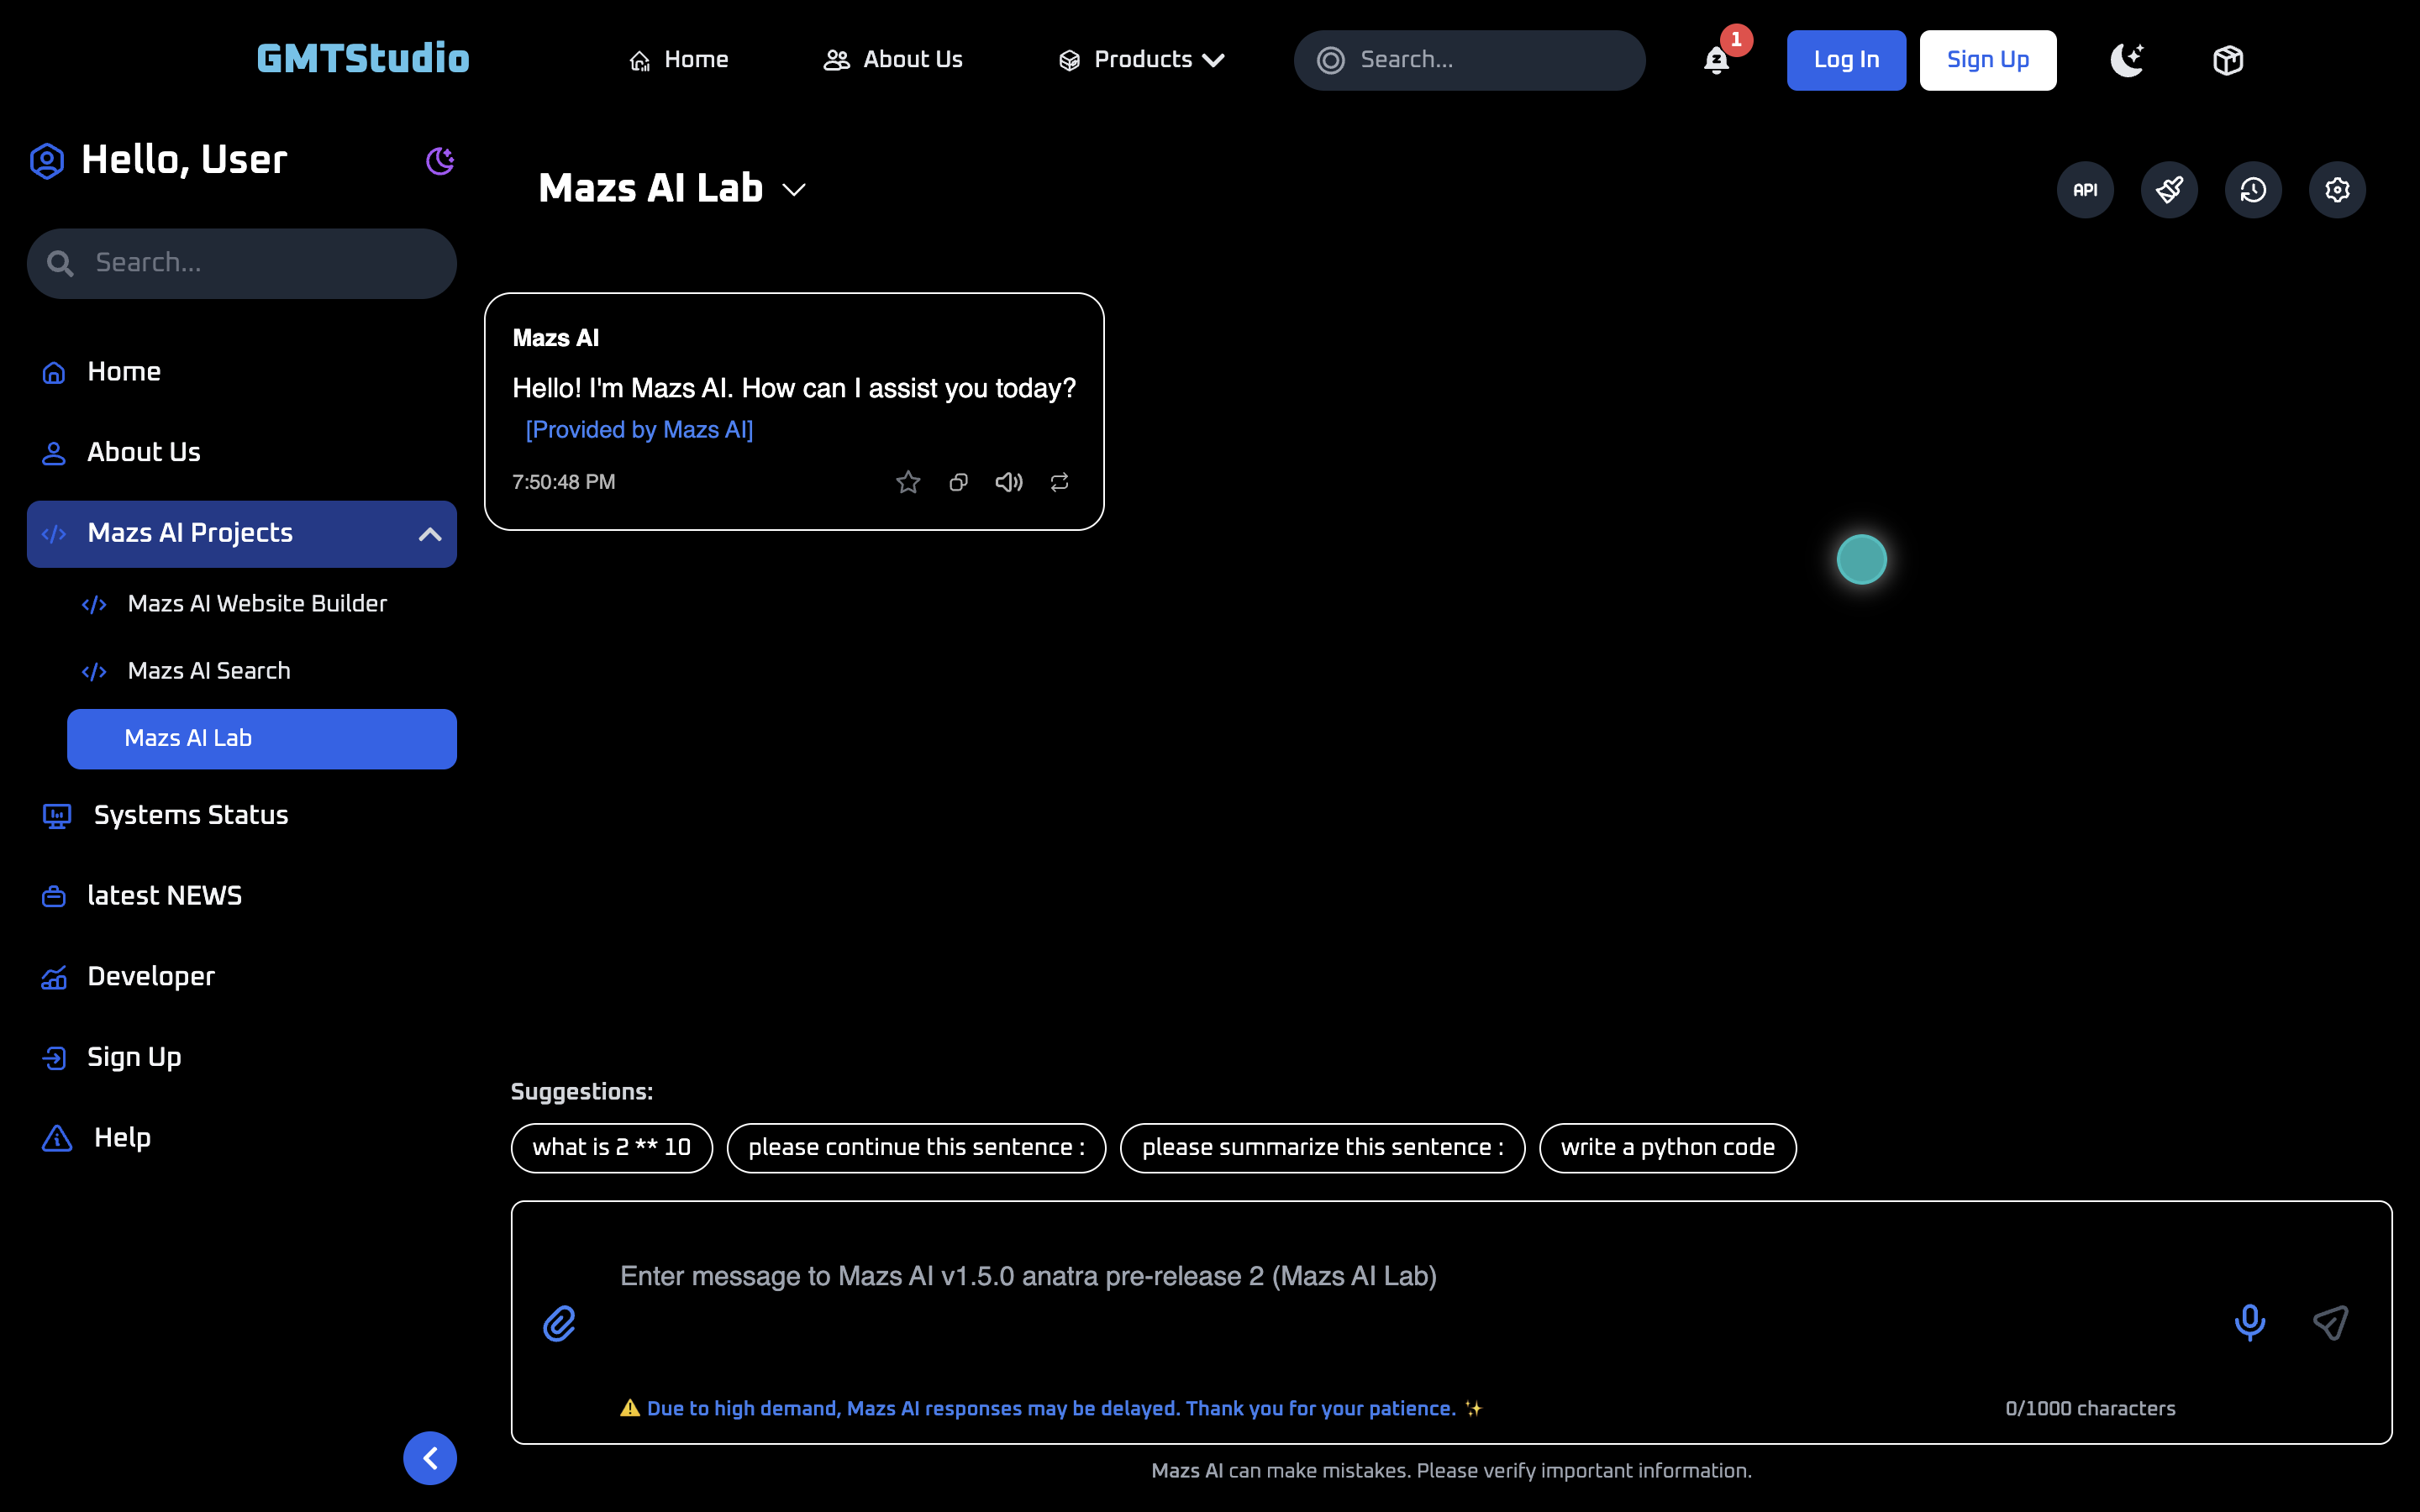 GMTStudio
Home
About Us
Products
Search...
1
Log In
Sign Up
Hello, User
Search...
Home
About Us
Mazs AI Projects
Mazs AI Website Builder
Mazs AI Search
Mazs AI Lab
Systems Status
latest NEWS
Developer
Sign Up
Help
Mazs AI Lab
API
Mazs AI
Hello! I'm Mazs AI. How can I assist you today?
[Provided by Mazs AI]
7:50:48 PM
Suggestions:
what is 2 ** 10
please continue this sentence :
please summarize this sentence :
write a python code
Enter message to Mazs AI v1.5.0 anatra pre-release 2 (Mazs AI Lab)
⚠️ Due to high demand, Mazs AI responses may be delayed. Thank you for your patience. ✨
0/1000 characters
Mazs AI can make mistakes. Please verify important information.